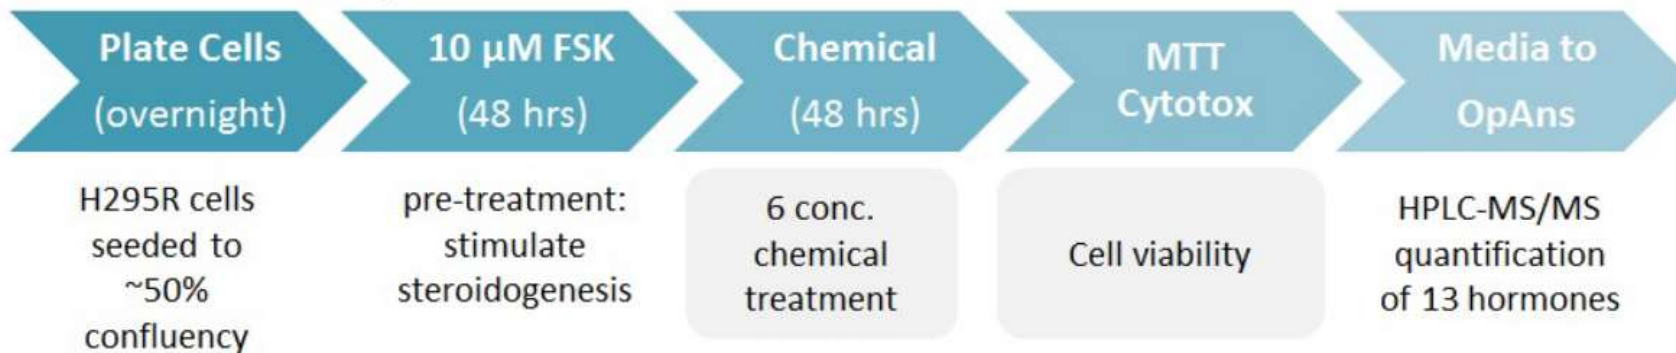 Plate Cells
(overnight)
10 µM FSK
(48 hrs)
Chemical
(48 hrs)
MTT
Cytotox
Media to
OpAns
H295R cells
seeded to
~50%
confluency
pre-treatment:
stimulate
steroidogenesis
6 conc.
chemical
treatment
Cell viability
HPLC-MS/MS
quantification
of 13 hormones